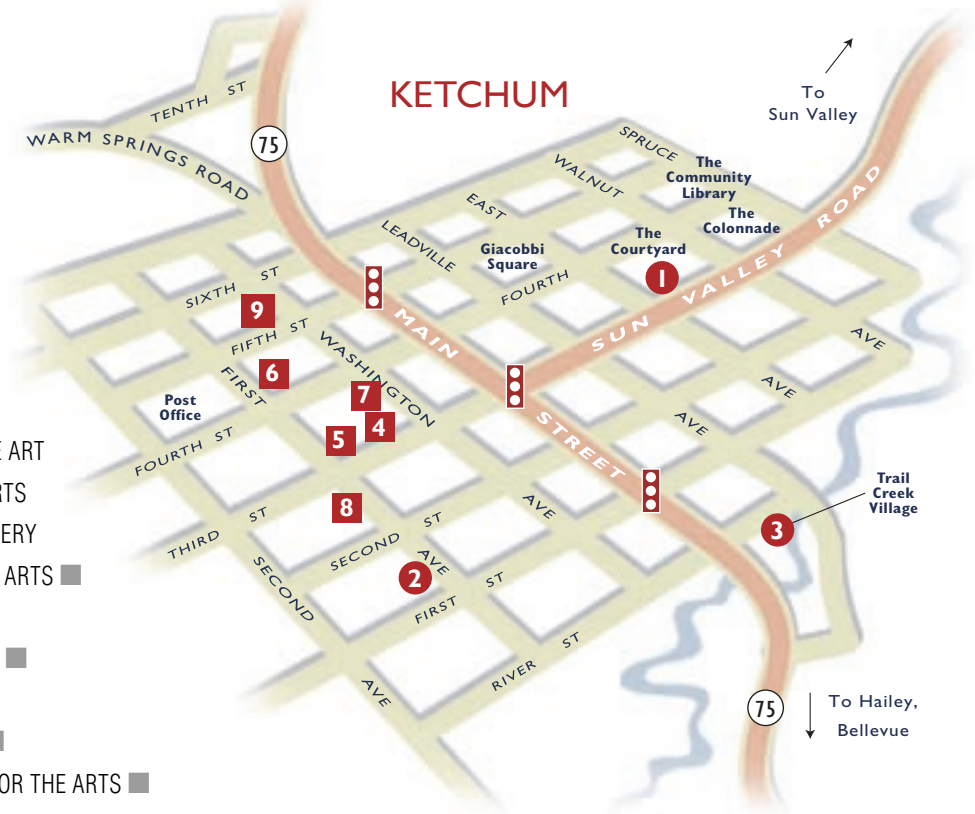 KETCHUM
To
Sun Valley
TENTH ST
WARM SPRINGS ROAD
75
SPRUCE
WALNUT
The
Community
Library
EAST
The
Colonnade
LEADVILLE
The
Courtyard
Giacobbi
Square
1
FOURTH
SUN VALLEY ROAD
SIXTH ST
9
MAIN STREET
FIFTH ST
WASHINGTON
AVE
6
FIRST
AVE
7
Post
Office
4
5
AVE
FOURTH ST
ART
ERY
ARTS
OR THE ARTS
Trail
Creek
Village
8
AVE
3
THIRD ST
SECOND ST
AVE
2
SECOND
FIRST ST
RIVER ST
AVE
75
To Hailey,
Bellevue